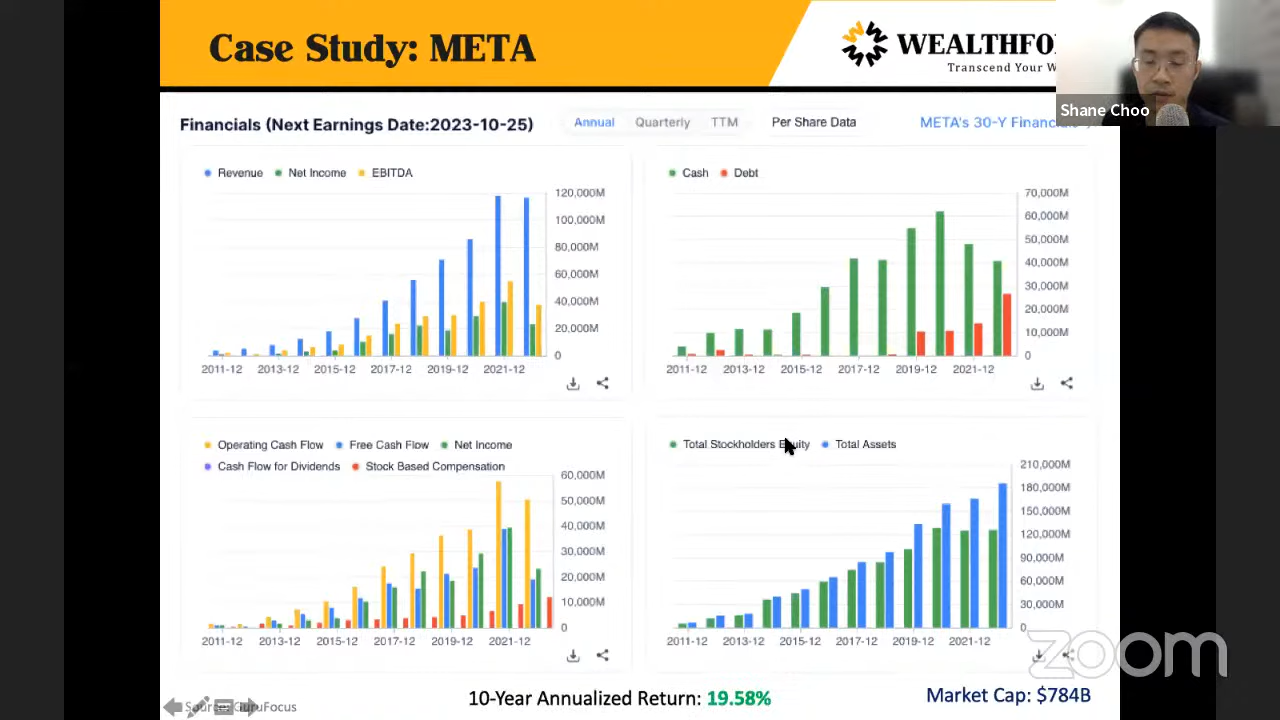 Case Study: META
WEALTHFO
Transcend Your W
Shane Choo
Financials (Next Earnings Date:2023-10-25)
Annual
Quarterly
TTM
Per Share Data
META's 30-Y Financi
Revenue
Net Income
EBITDA
120,000M
100,000M
80,000M
60,000M
40,000M
20,000M
0
2011-12
2013-12
2015-12
2017-12
2019-12
2021-12
Cash
Debt
70,000M
60,000M
50,000M
40,000M
30,000M
20,000M
10,000M
0
2011-12
2013-12
2015-12
2017-12
2019-12
2021-12
Operating Cash Flow
Free Cash Flow
Net Income
Cash Flow for Dividends
Stock Based Compensation
60,000M
50,000M
40,000M
30,000M
20,000M
10,000M
0
2011-12
2013-12
2015-12
2017-12
2019-12
2021-12
Total Stockholders Equity
Total Assets
210,000M
180,000M
150,000M
120,000M
90,000M
60,000M
30,000M
0
2011-12
2013-12
2015-12
2017-12
2019-12
2021-12
zoom
Source: GuruFocus
10-Year Annualized Return: 19.58%
Market Cap: $784B